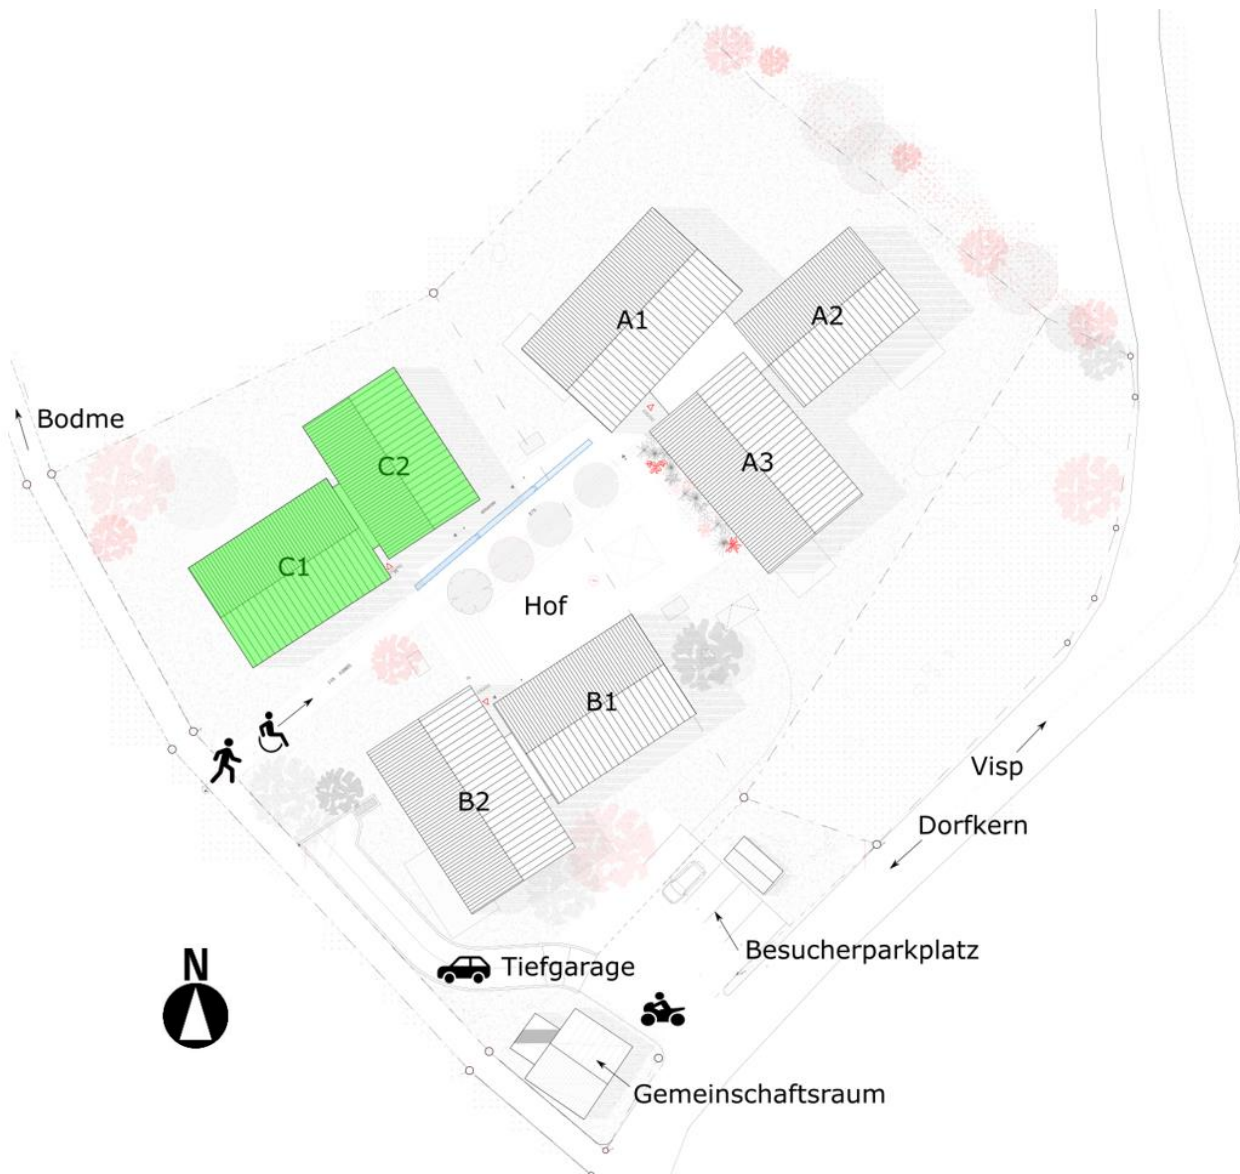 A1
A2
Bodme
C2
A3
C1
Hof
B1
Visp
B2
Dorfkern
Besucherparkplatz
N
Tiefgarage
Gemeinschaftsraum